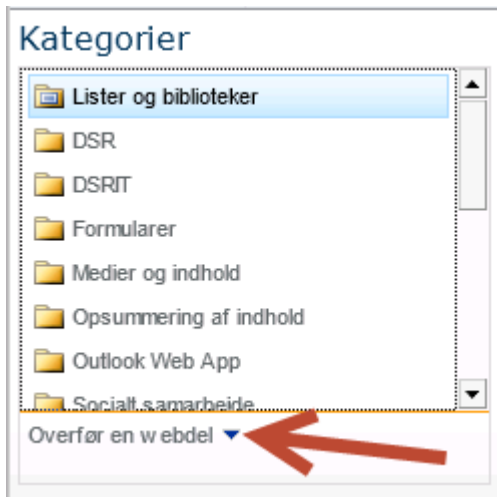 Kategorier
Lister og biblioteker
DSR
DSRIT
Formularer
Medier og indhold
Opsummering af indhold
Outlook Web App
Socialt samarbejde
Overfør en webdel